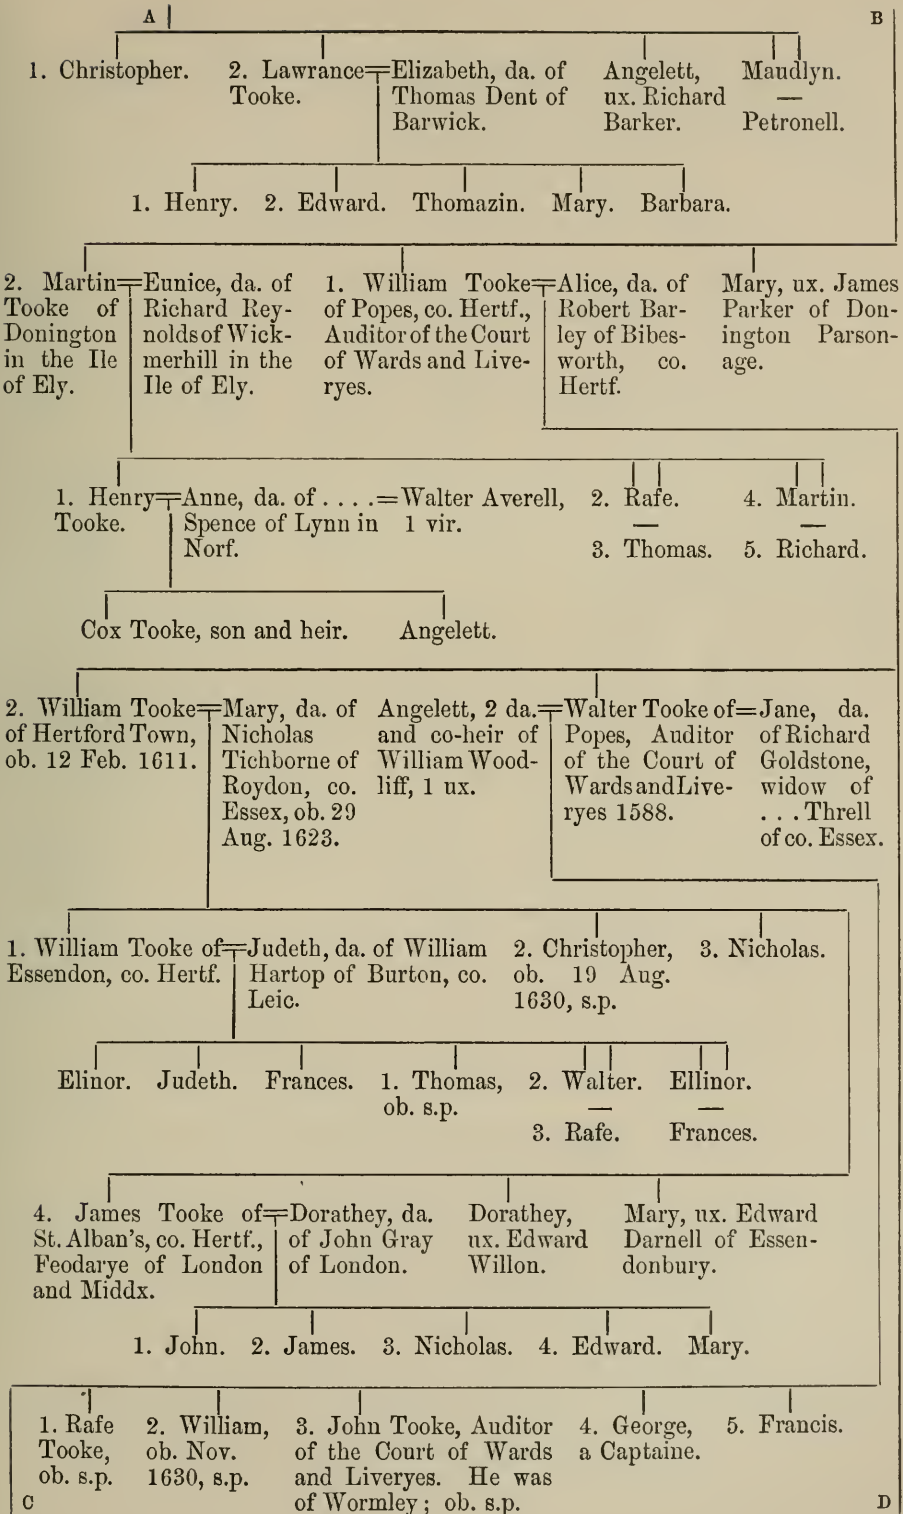 A B
1. Christopher. 2. Lawrance=Elizabeth, da. of Angelett, Maudlyn.
Tooke. Thomas Dent of ux. Richard —
Barwick. Barker. Petronell.
1. Henry. 2. Edward. Thomazin. Mary. Barbara.
2. Martin=Eunice, da. of 1. William Tooke=Alice, da. of Mary, ux. James
Tooke of Richard Rey- of Popes, co. Hertf., Robert Bar- Parker of Don-
Donington nolds of Wick- Auditor of the Court ley of Bibes- ington Parson-
in the Ile merhill in the of Wards and Live- worth, co. age.
of Ely. Ile of Ely. ryes. Hertf.
1. Henry=Anne, da. of . . . .=Walter Averell, 2. Rafe. 4. Martin.
Tooke. Spence of Lynn in 1 vir. — —
Norf. 3. Thomas. 5. Richard.
Cox Tooke, son and heir. Angelett.
2. William Tooke=Mary, da. of Angelett, 2 da.=Walter Tooke of=Jane, da.
of Hertford Town, Nicholas and co-heir of Popes, Auditor of Richard
ob. 12 Feb. 1611. Tichborne of William Wood- of the Court of Goldstone,
Roydon, co. liff, 1 ux. Wards and Live- widow of
Essex, ob. 29 ryes 1588. . . . Threll
Aug. 1623. of co. Essex.
1. William Tooke of=Judeth, da. of William 2. Christopher, 3. Nicholas.
Essendon, co. Hertf. Hartop of Burton, co. ob. 19 Aug.
Leic. 1630, s.p.
Elinor. Judeth. Frances. 1. Thomas, 2. Walter. Ellinor.
ob. s.p. — —
3. Rafe. Frances.
4. James Tooke of=Dorathey, da. Dorathey, Mary, ux. Edward
St. Alban's, co. Hertf., of John Gray ux. Edward Darnell of Essen-
Feodarye of London of London. Willon. donbury.
and Middx.
1. John. 2. James. 3. Nicholas. 4. Edward. Mary.
1. Rafe 2. William, 3. John Tooke, Auditor 4. George, 5. Francis.
Tooke, ob. Nov. of the Court of Wards a Captaine.
ob. s.p. 1630, s.p. and Liveryes. He was
C of Wormley; ob. s.p. D